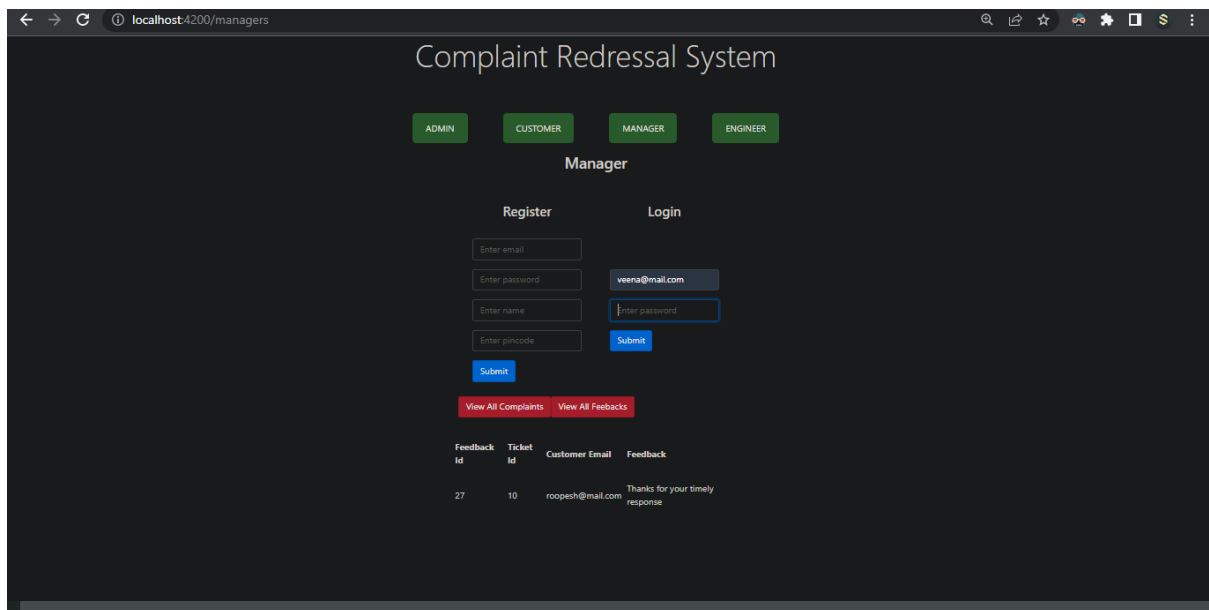 localhost:4200/managers
S
Complaint Redressal System
ADMIN CUSTOMER MANAGER ENGINEER
Manager
Register Login
Enter email
Enter password veena@mail.com
Enter name Enter password
Enter pincode Submit
Submit
View All Complaints View All Feebacks
Feedback Id Ticket Id Customer Email Feedback
27 10 roopesh@mail.com Thanks for your timely
response